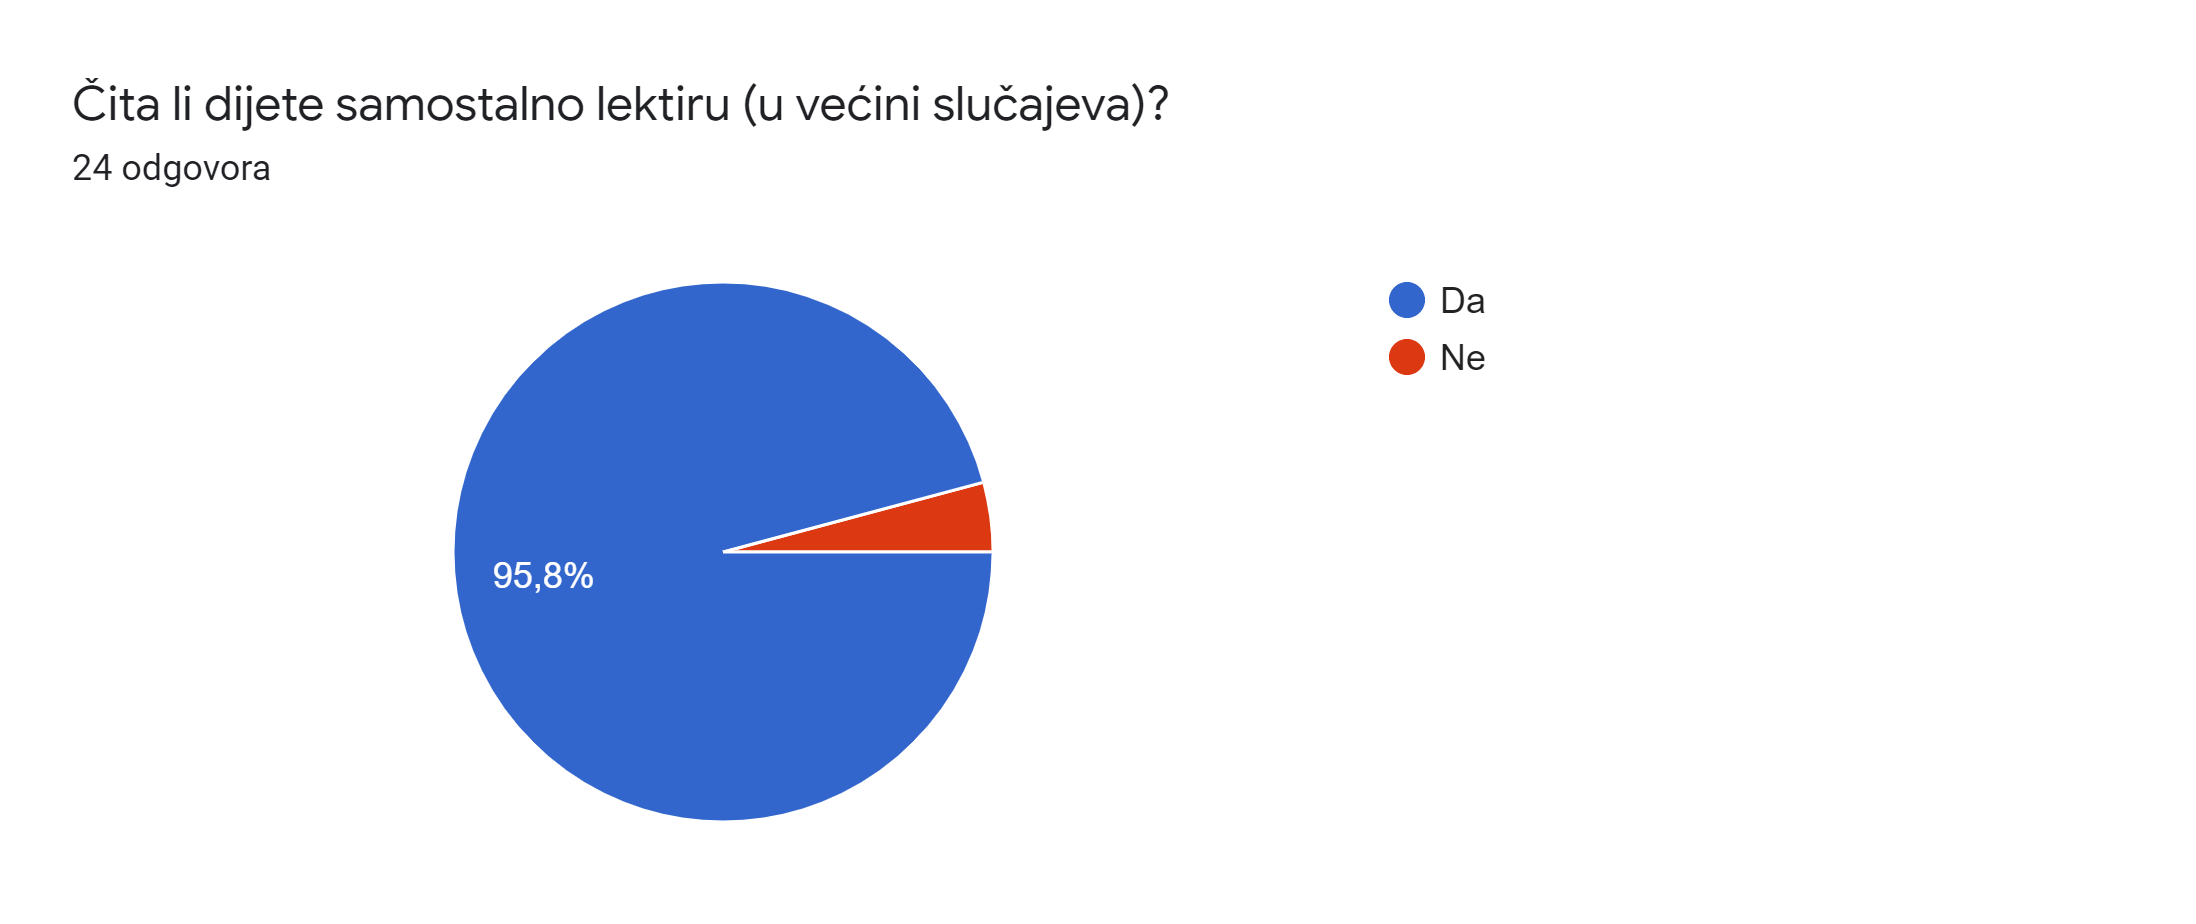 Čita li dijete samostalno lektiru (u većini slučajeva)?
24 odgovora
Da
Ne
95,8%